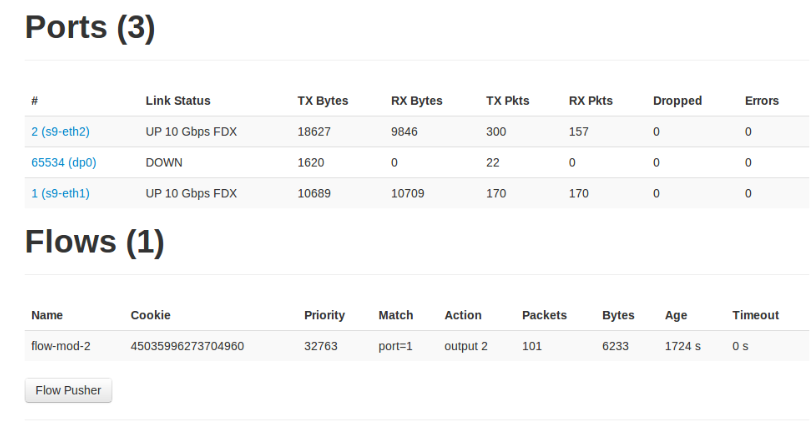 Ports (3)
# Link Status TX Bytes RX Bytes TX Pkts RX Pkts Dropped Errors
2 (s9-eth2) UP 10 Gbps FDX 18627 9846 300 157 0 0
65534 (dp0) DOWN 1620 0 22 0 0 0
1 (s9-eth1) UP 10 Gbps FDX 10689 10709 170 170 0 0
Flows (1)
Name Cookie Priority Match Action Packets Bytes Age Timeout
flow-mod-2 45035996273704960 32763 port=1 output 2 101 6233 1724 s 0 s
Flow Pusher